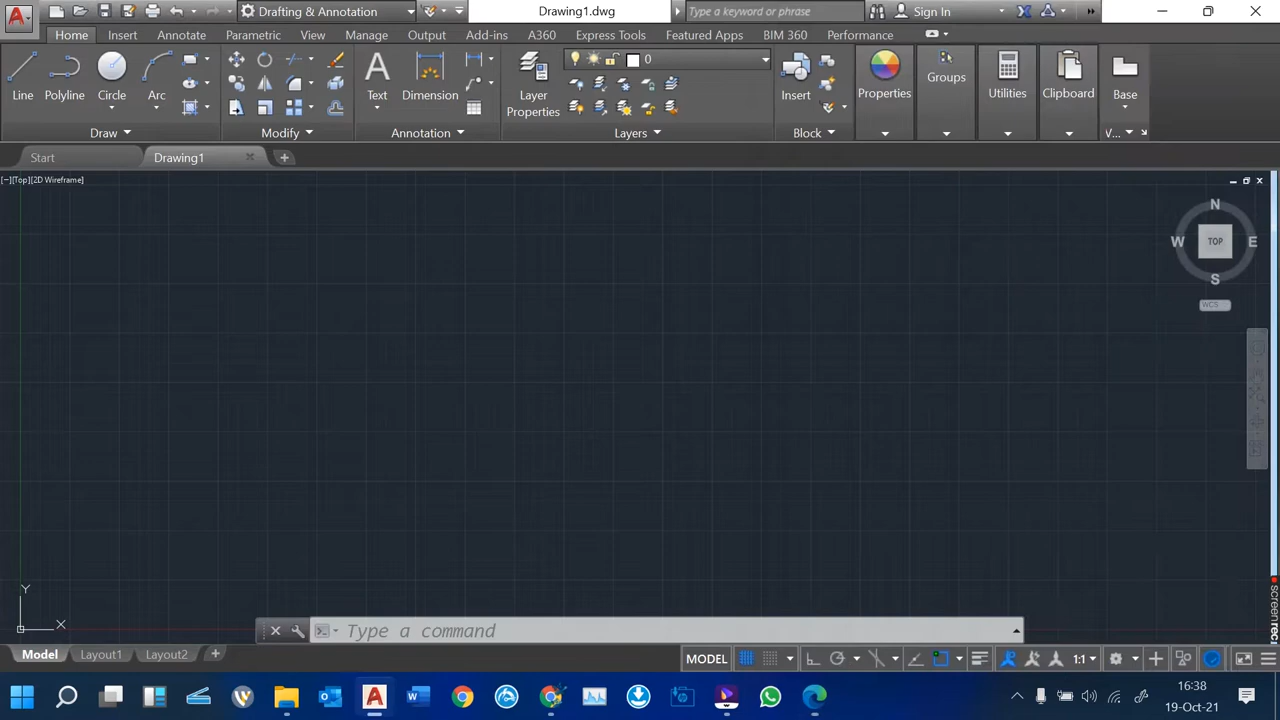 Drafting & Annotation
Drawing1.dwg
Type a keyword or phrase
Sign In
Home Insert Annotate Parametric View Manage Output Add-ins A360 Express Tools Featured Apps BIM 360 Performance
0
Line Polyline Circle Arc Text Dimension Layer Properties Insert Properties Groups Utilities Clipboard Base
Draw Modify Annotation Layers Block V...
Start Drawing1
[−][Top][2D Wireframe]
N
W TOP E
S
WCS
Y
X
Type a command
Model Layout1 Layout2
MODEL 1:1
screenrec
16:38
19-Oct-21